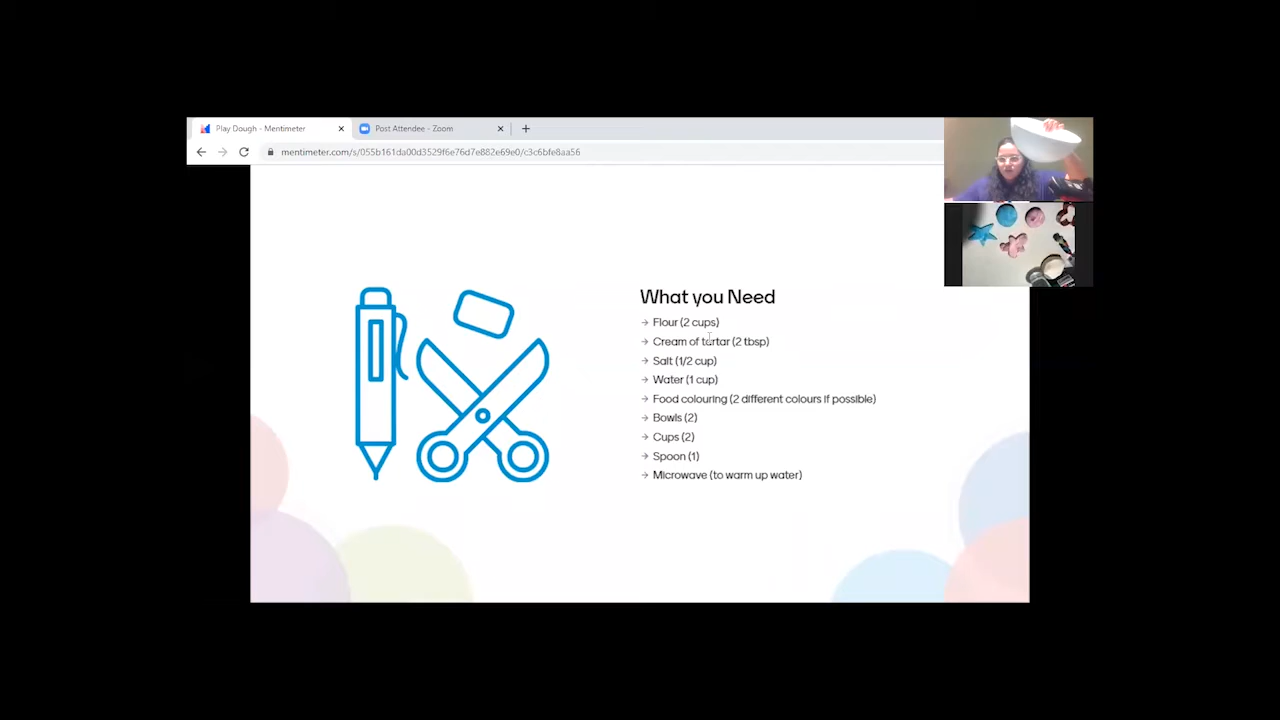 Play Dough - Mentimeter
Post Attendee - Zoom
mentimeter.com/s/055b161da00d3529f6e76d7e882e69e0/c3c6bfe8aa56
What you Need
→ Flour (2 cups)
→ Cream of tartar (2 tbsp)
→ Salt (1/2 cup)
→ Water (1 cup)
→ Food colouring (2 different colours if possible)
→ Bowls (2)
→ Cups (2)
→ Spoon (1)
→ Microwave (to warm up water)